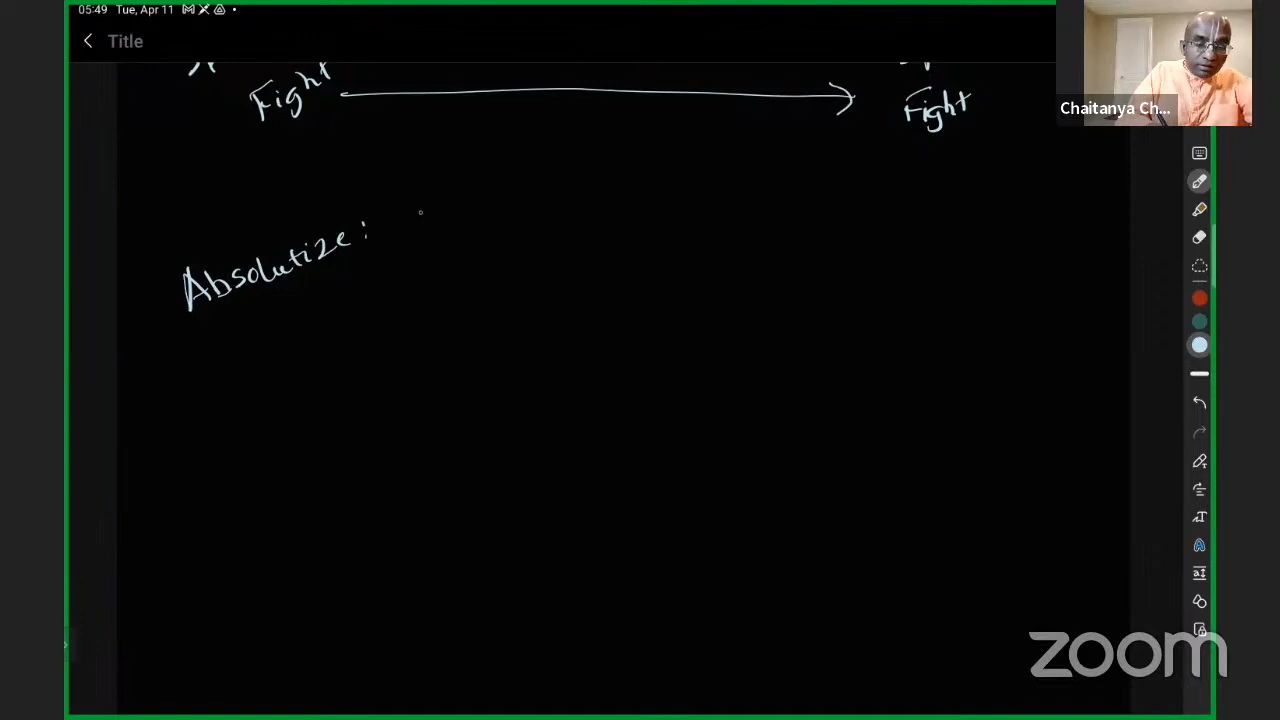 05:49 Tue, Apr 11
Title
Fight
Fight
Chaitanya Ch...
Absolutize:
zoom